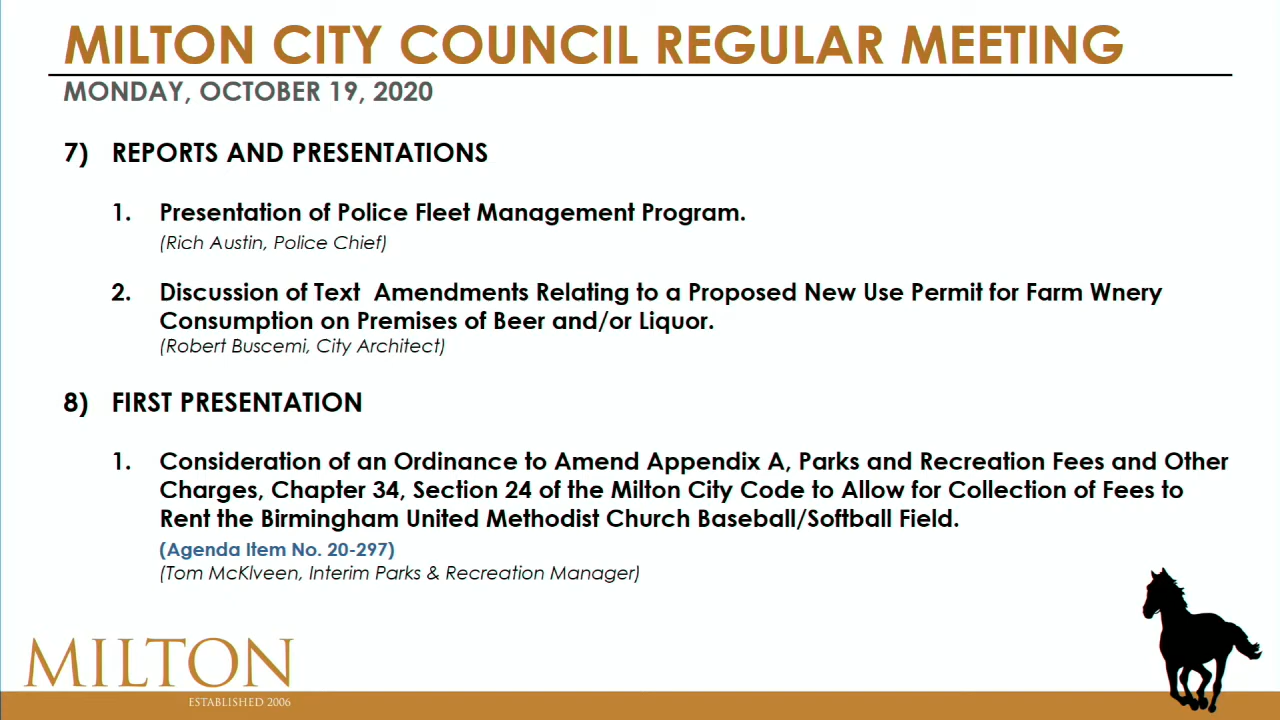 MILTON CITY COUNCIL REGULAR MEETING
MONDAY, OCTOBER 19, 2020
7) REPORTS AND PRESENTATIONS
1. Presentation of Police Fleet Management Program.
(Rich Austin, Police Chief)
2. Discussion of Text Amendments Relating to a Proposed New Use Permit for Farm Wnery
Consumption on Premises of Beer and/or Liquor.
(Robert Buscemi, City Architect)
8) FIRST PRESENTATION
1. Consideration of an Ordinance to Amend Appendix A, Parks and Recreation Fees and Other
Charges, Chapter 34, Section 24 of the Milton City Code to Allow for Collection of Fees to
Rent the Birmingham United Methodist Church Baseball/Softball Field.
(Agenda Item No. 20-297)
(Tom McKlveen, Interim Parks & Recreation Manager)
MILTON
ESTABLISHED 2006